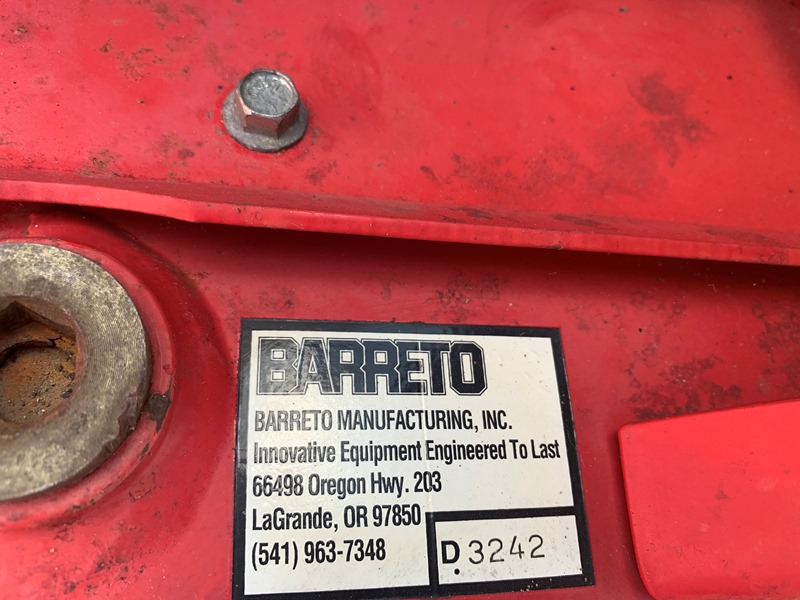 BARRETO
BARRETO MANUFACTURING, INC.
Innovative Equipment Engineered To Last
66498 Oregon Hwy. 203
LaGrande, OR 97850
(541) 963-7348
D. 3242